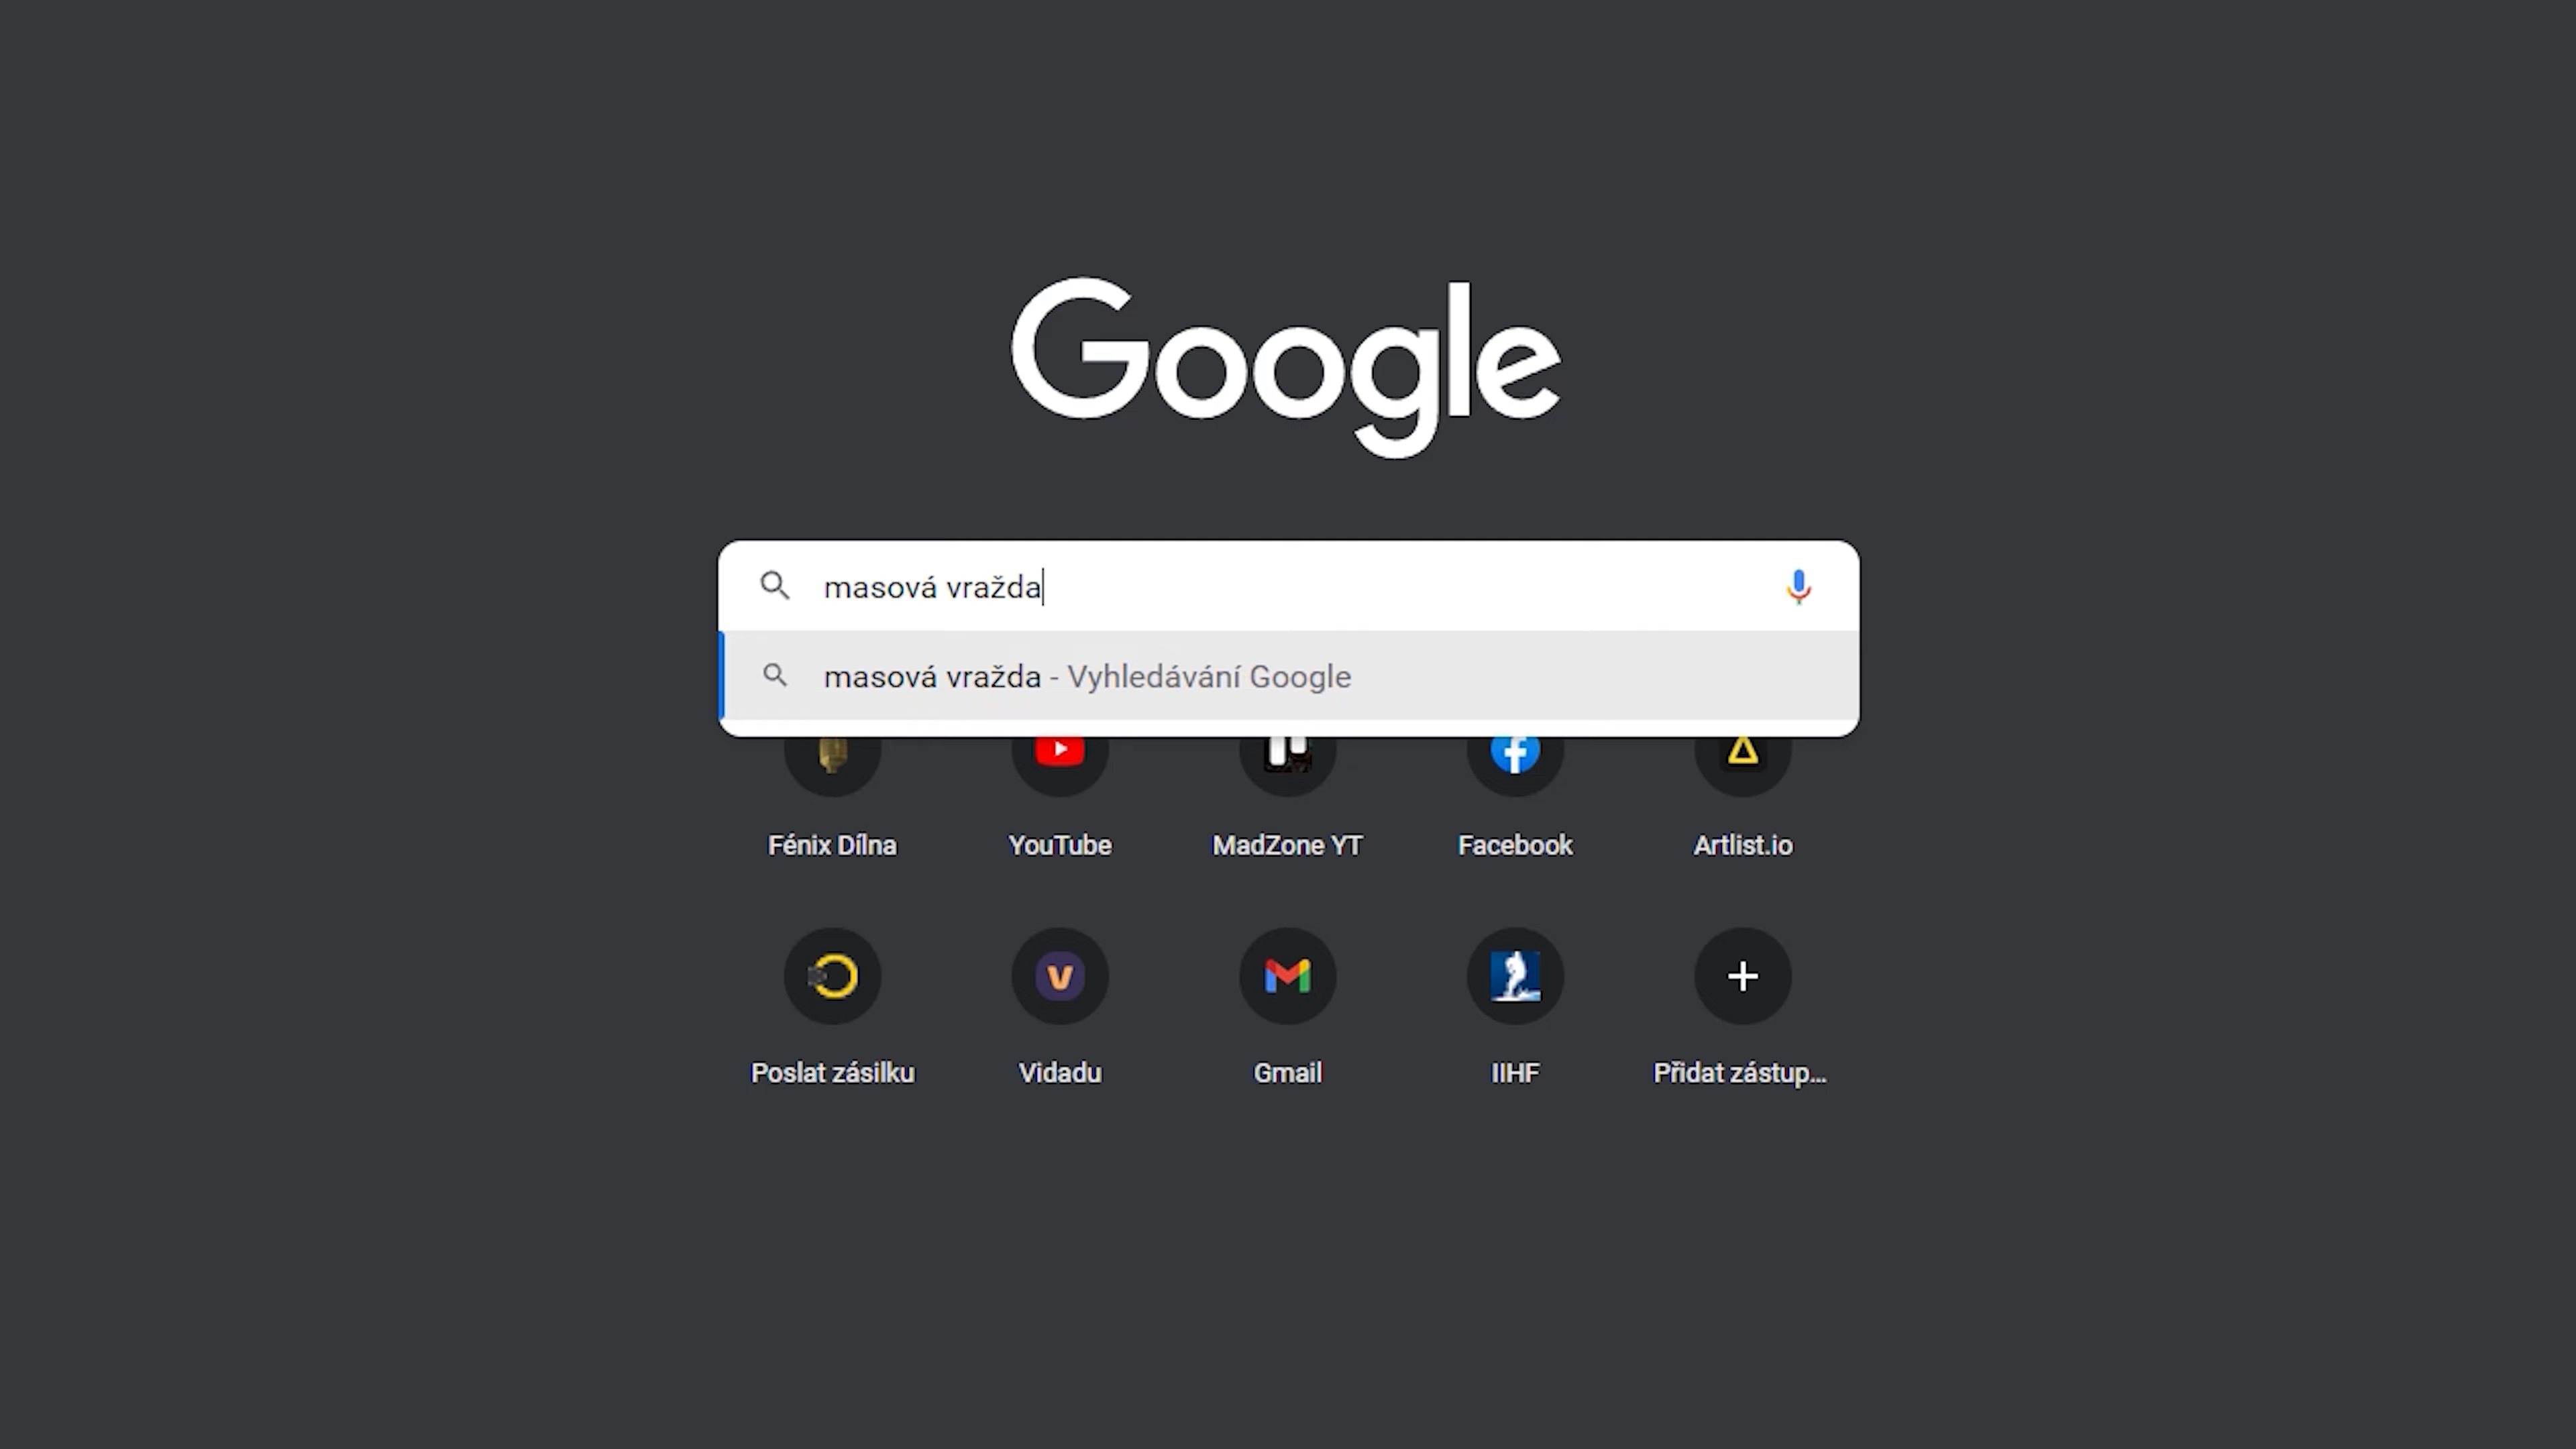 Google
masová vražda
masová vražda - Vyhledávání Google
Fénix Dílna
YouTube
MadZone YT
Facebook
Artlist.io
Poslat zásilku
Vidadu
Gmail
IIHF
Přidat zástup...